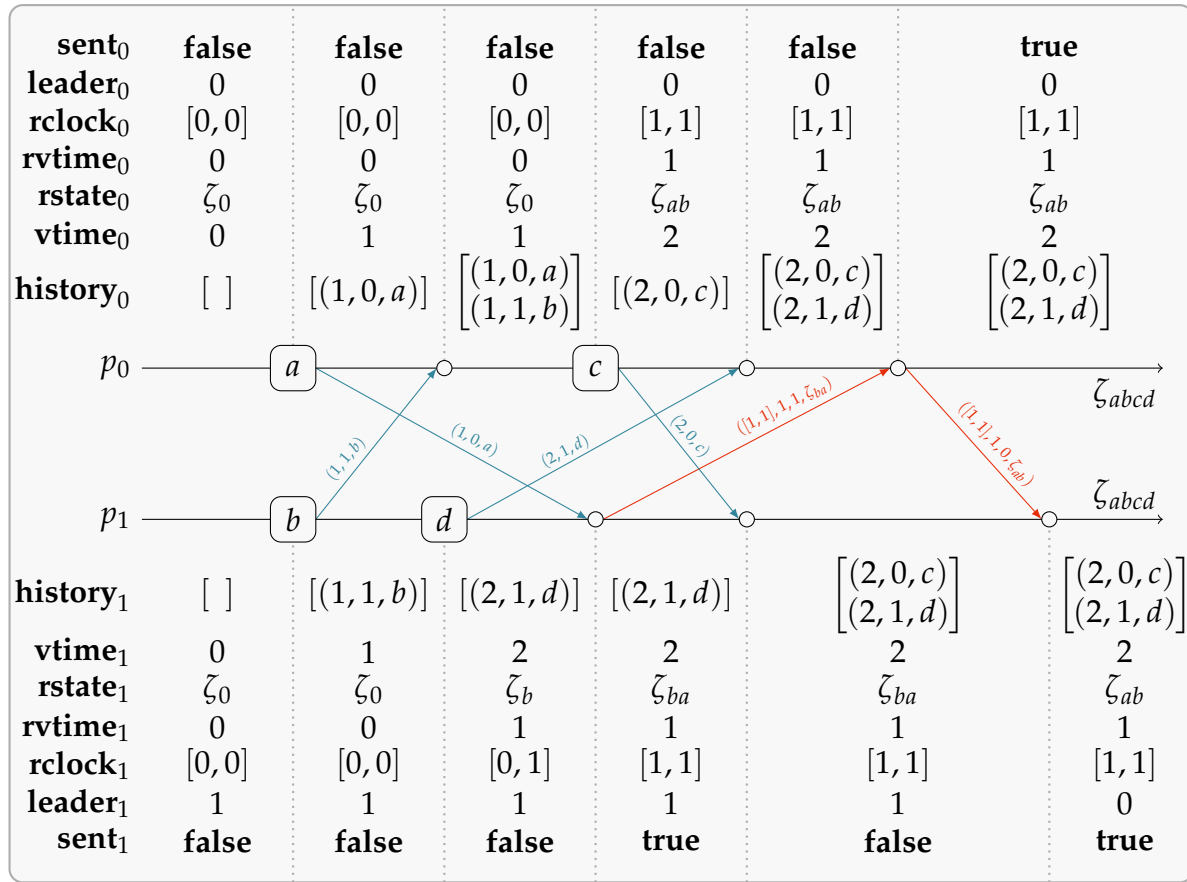 sent₀ false false false false false true
leader₀ 0 0 0 0 0 0
rclock₀ [0, 0] [0, 0] [0, 0] [1, 1] [1, 1] [1, 1]
rvtime₀ 0 0 0 1 1 1
rstate₀ ζ₀ ζ₀ ζ₀ ζab ζab ζab
vtime₀ 0 1 1 2 2 2
history₀ [ ] [(1, 0, a)] [(1, 0, a) (1, 1, b)] [(2, 0, c)] [(2, 0, c) (2, 1, d)] [(2, 0, c) (2, 1, d)]
p₀ a c
ζabcd
(1, 1, b) (1, 0, a) (2, 1, d) (2, 0, c) ([1, 1], 1, 1, ζba) ([1, 1], 1, 0, ζab)
ζabcd
p₁ b d
history₁ [ ] [(1, 1, b)] [(2, 1, d)] [(2, 1, d)] [(2, 0, c) (2, 1, d)] [(2, 0, c) (2, 1, d)]
vtime₁ 0 1 2 2 2 2
rstate₁ ζ₀ ζ₀ ζb ζba ζba ζab
rvtime₁ 0 0 1 1 1 1
rclock₁ [0, 0] [0, 0] [0, 1] [1, 1] [1, 1] [1, 1]
leader₁ 1 1 1 1 1 0
sent₁ false false false true false true